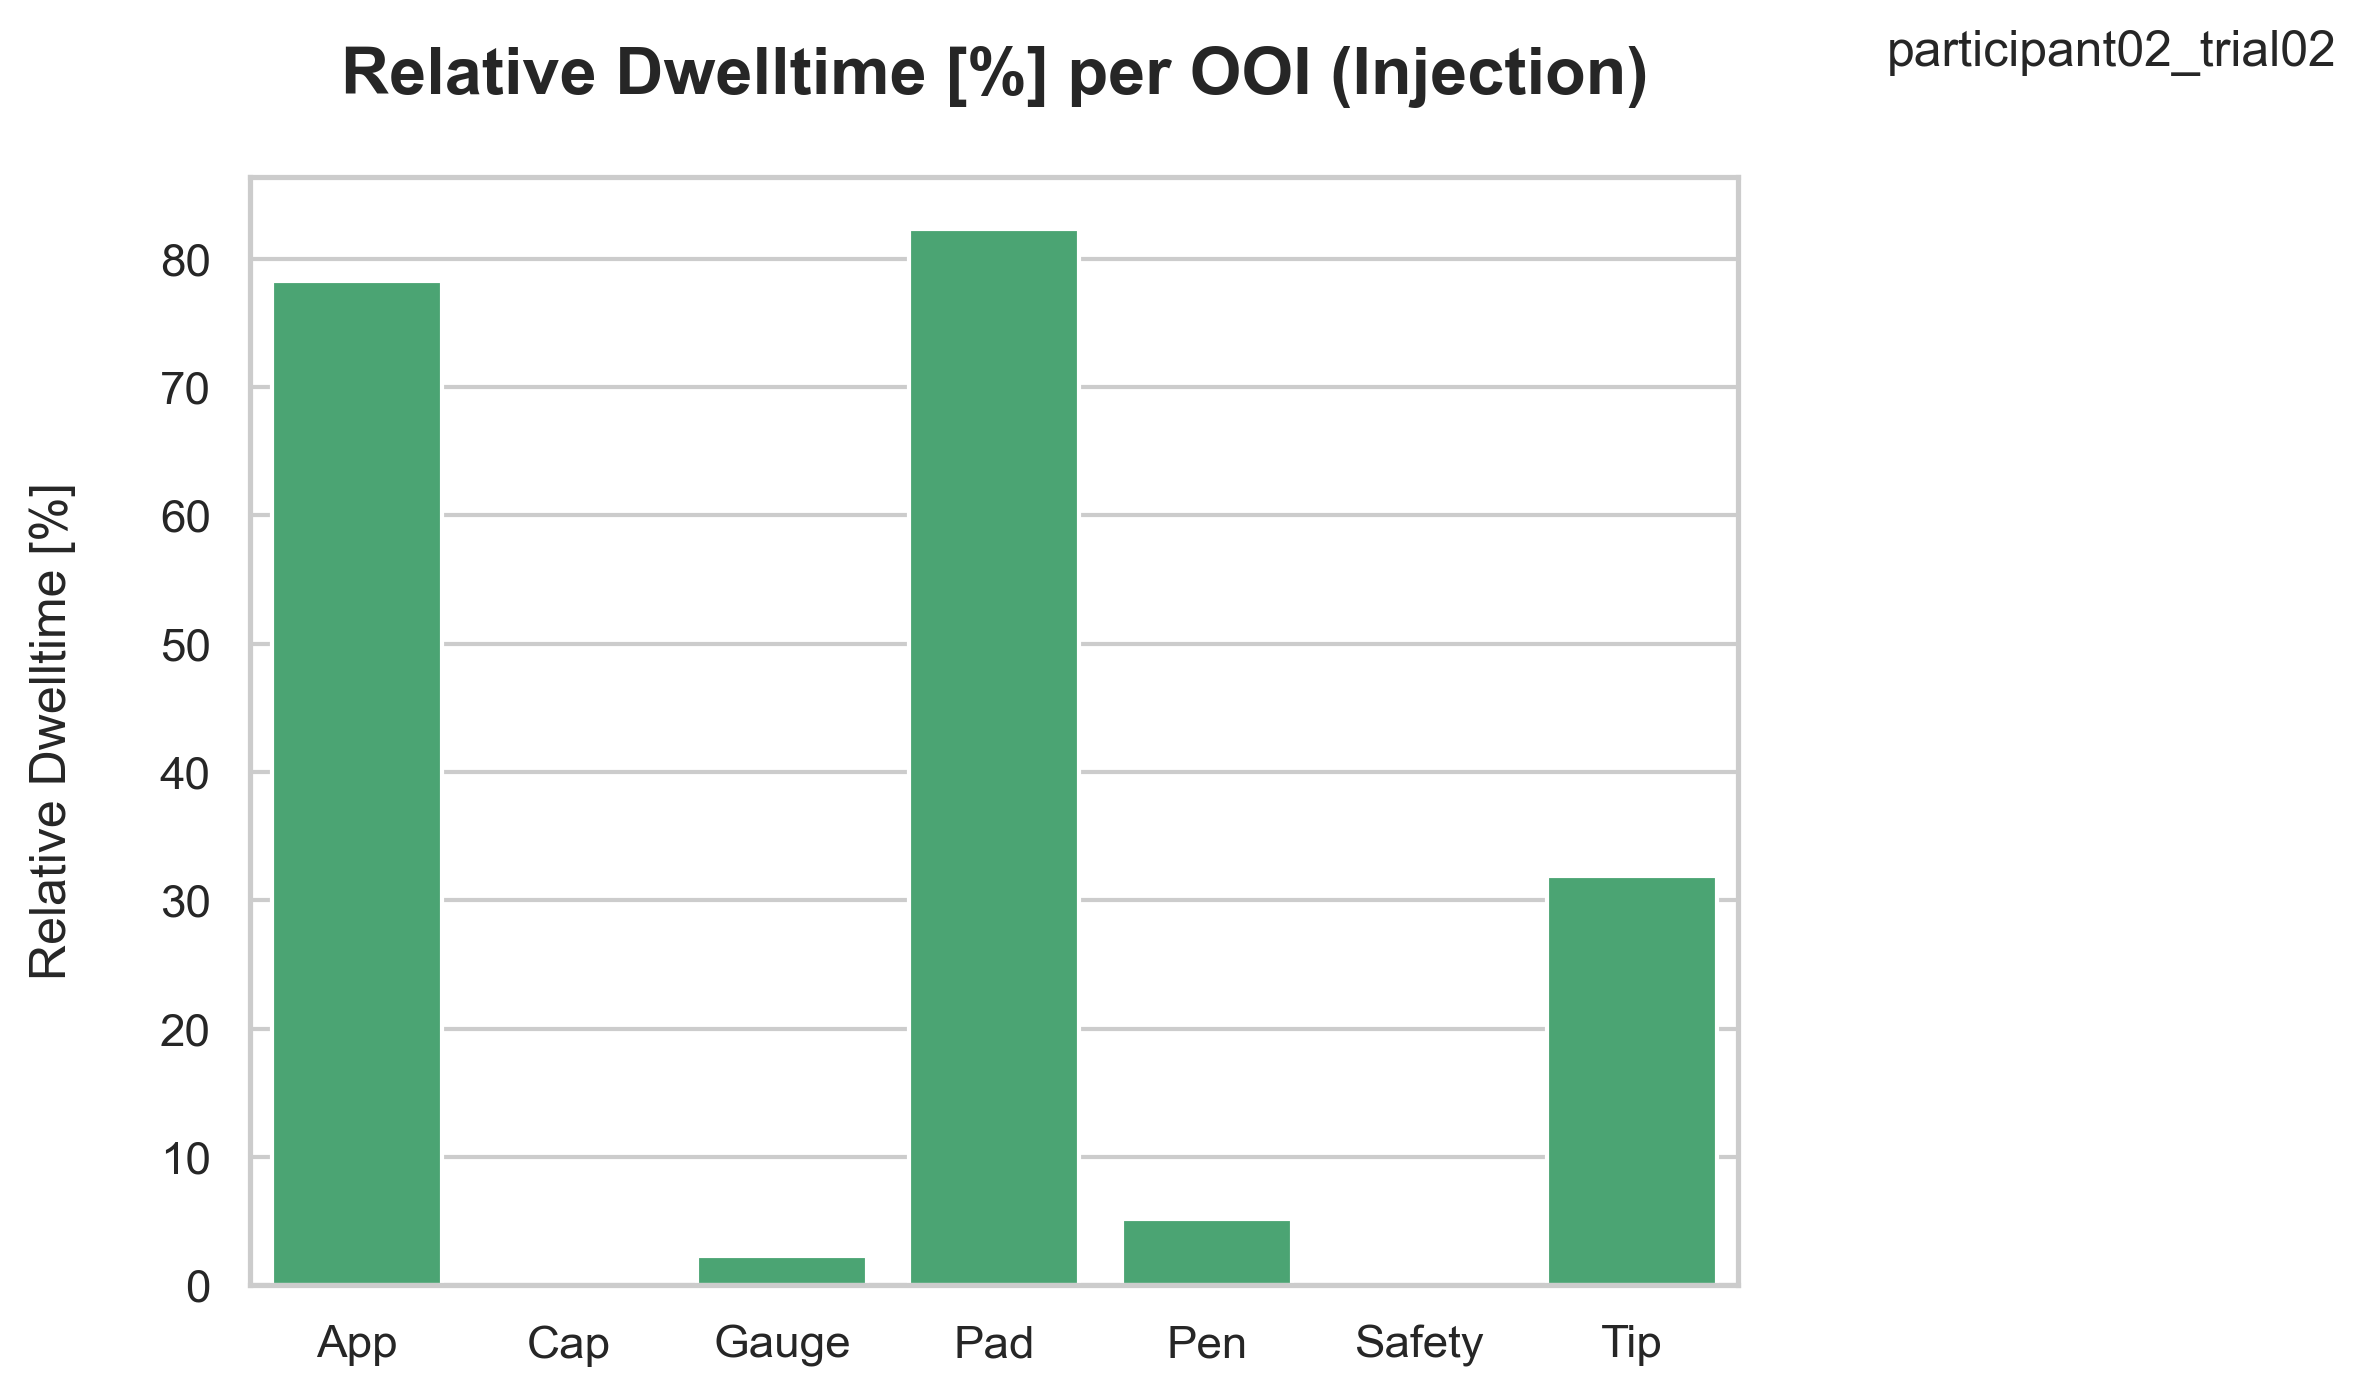 Relative Dwelltime [%] per OOI (Injection)
participant02_trial02
Relative Dwelltime [%]
80
70
60
50
40
30
20
10
0
App Cap Gauge Pad Pen Safety Tip